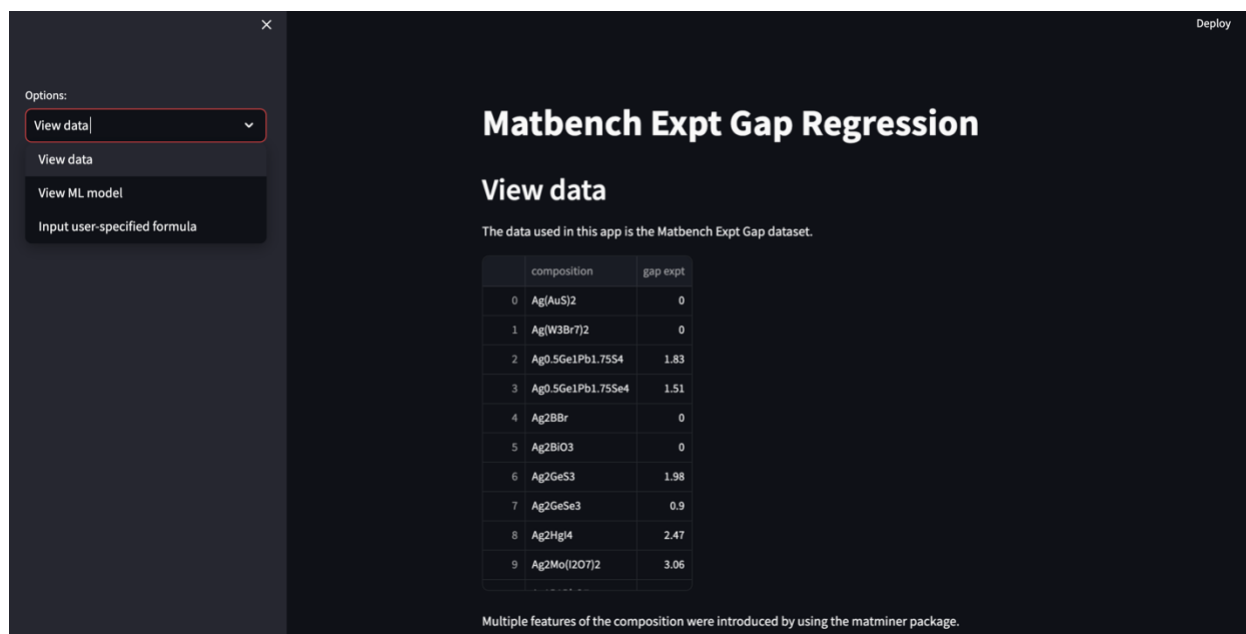 Deploy
Options:
View data
View data
View ML model
Input user-specified formula
Matbench Expt Gap Regression
View data
The data used in this app is the Matbench Expt Gap dataset.
composition gap expt
0 Ag(AuS)2 0
1 Ag(W3Br7)2 0
2 Ag0.5Ge1Pb1.75S4 1.83
3 Ag0.5Ge1Pb1.75Se4 1.51
4 Ag2BBr 0
5 Ag2BiO3 0
6 Ag2GeS3 1.98
7 Ag2GeSe3 0.9
8 Ag2HgI4 2.47
9 Ag2Mo(I2O7)2 3.06
Multiple features of the composition were introduced by using the matminer package.